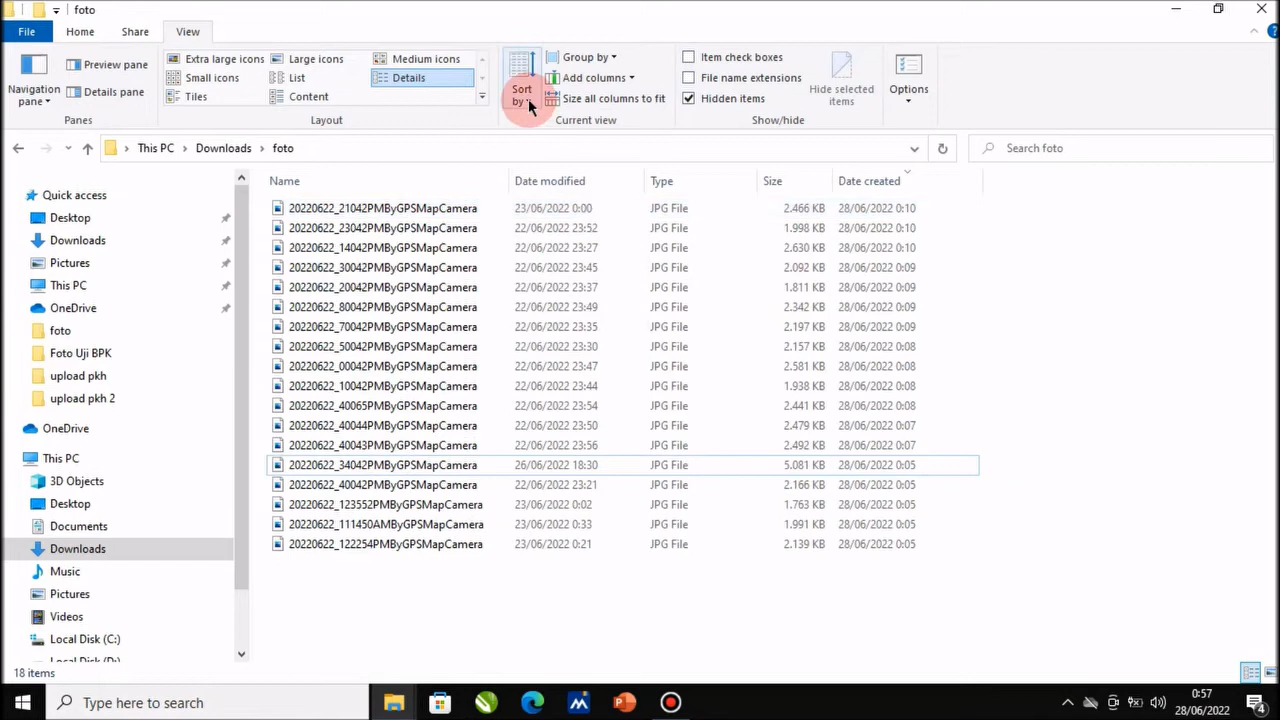 foto
File Home Share View
Navigation pane
Preview pane
Details pane
Panes
Extra large icons Large icons Medium icons
Small icons List Details
Tiles Content
Layout
Sort by
Group by
Add columns
Size all columns to fit
Current view
Item check boxes
File name extensions
Hidden items
Hide selected items
Show/hide
Options
This PC Downloads foto
Search foto
Quick access
Desktop
Downloads
Pictures
This PC
OneDrive
foto
Foto Uji BPK
upload pkh
upload pkh 2
OneDrive
This PC
3D Objects
Desktop
Documents
Downloads
Music
Pictures
Videos
Local Disk (C:)
Local Disk (D:)
Name Date modified Type Size Date created
20220622_21042PMByGPSMapCamera 23/06/2022 0:00 JPG File 2.466 KB 28/06/2022 0:10
20220622_23042PMByGPSMapCamera 22/06/2022 23:52 JPG File 1.998 KB 28/06/2022 0:10
20220622_14042PMByGPSMapCamera 22/06/2022 23:27 JPG File 2.630 KB 28/06/2022 0:10
20220622_30042PMByGPSMapCamera 22/06/2022 23:45 JPG File 2.092 KB 28/06/2022 0:09
20220622_20042PMByGPSMapCamera 22/06/2022 23:37 JPG File 1.811 KB 28/06/2022 0:09
20220622_80042PMByGPSMapCamera 22/06/2022 23:49 JPG File 2.342 KB 28/06/2022 0:09
20220622_70042PMByGPSMapCamera 22/06/2022 23:35 JPG File 2.197 KB 28/06/2022 0:09
20220622_50042PMByGPSMapCamera 22/06/2022 23:30 JPG File 2.157 KB 28/06/2022 0:08
20220622_00042PMByGPSMapCamera 22/06/2022 23:47 JPG File 2.581 KB 28/06/2022 0:08
20220622_10042PMByGPSMapCamera 22/06/2022 23:44 JPG File 1.938 KB 28/06/2022 0:08
20220622_40065PMByGPSMapCamera 22/06/2022 23:54 JPG File 2.441 KB 28/06/2022 0:08
20220622_40044PMByGPSMapCamera 22/06/2022 23:50 JPG File 2.479 KB 28/06/2022 0:07
20220622_40043PMByGPSMapCamera 22/06/2022 23:56 JPG File 2.492 KB 28/06/2022 0:07
20220622_34042PMByGPSMapCamera 26/06/2022 18:30 JPG File 5.081 KB 28/06/2022 0:05
20220622_40042PMByGPSMapCamera 22/06/2022 23:21 JPG File 2.166 KB 28/06/2022 0:05
20220622_123552PMByGPSMapCamera 23/06/2022 0:02 JPG File 1.763 KB 28/06/2022 0:05
20220622_111450AMByGPSMapCamera 23/06/2022 0:33 JPG File 1.991 KB 28/06/2022 0:05
20220622_122254PMByGPSMapCamera 23/06/2022 0:21 JPG File 2.139 KB 28/06/2022 0:05
18 items
Type here to search
0:57
28/06/2022
4